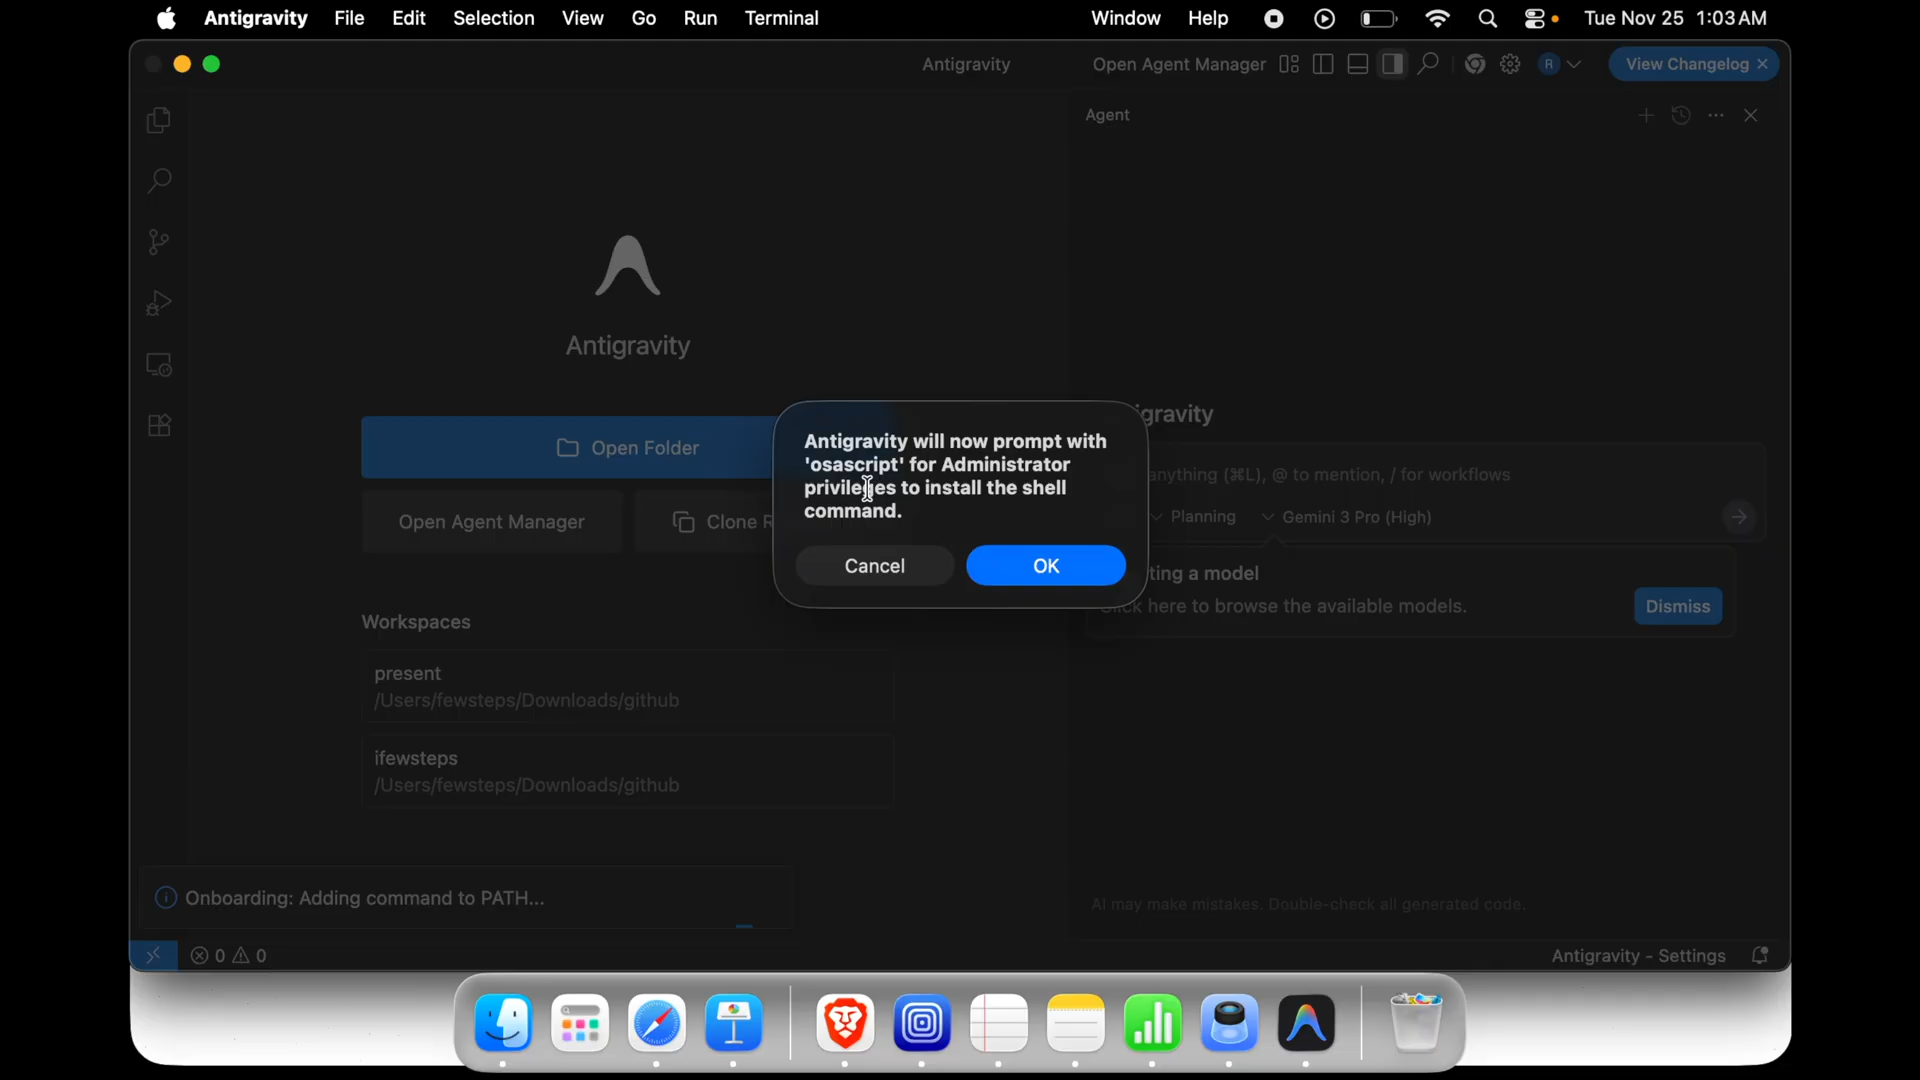 Antigravity File Edit Selection View Go Run Terminal Window Help Tue Nov 25 1:03 AM
Antigravity Open Agent Manager R View Changelog
Agent
Antigravity
Open Folder
Open Agent Manager Clone R
Workspaces
present
/Users/fewsteps/Downloads/github
ifewsteps
/Users/fewsteps/Downloads/github
Antigravity will now prompt with
'osascript' for Administrator
privileges to install the shell
command.
Cancel OK
igravity
anything (⌘L), @ to mention, / for workflows
Planning Gemini 3 Pro (High)
ting a model
here to browse the available models.
Dismiss
Onboarding: Adding command to PATH...
AI may make mistakes. Double-check all generated code.
0 0 Antigravity - Settings